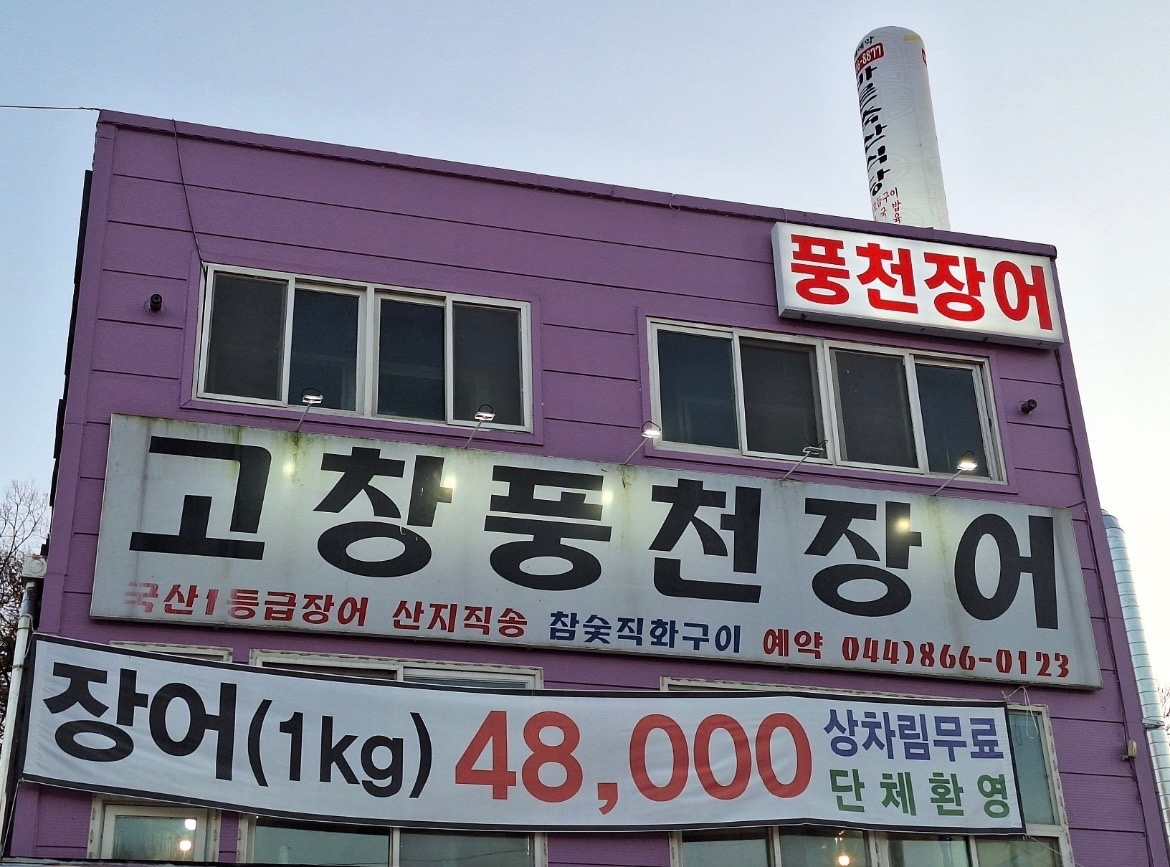 8877
풍천장어
고창풍천장어
국산1등급장어 산지직송 참숯직화구이 예약 044)866-0123
장어(1kg) 48,000
상차림무료
단체환영